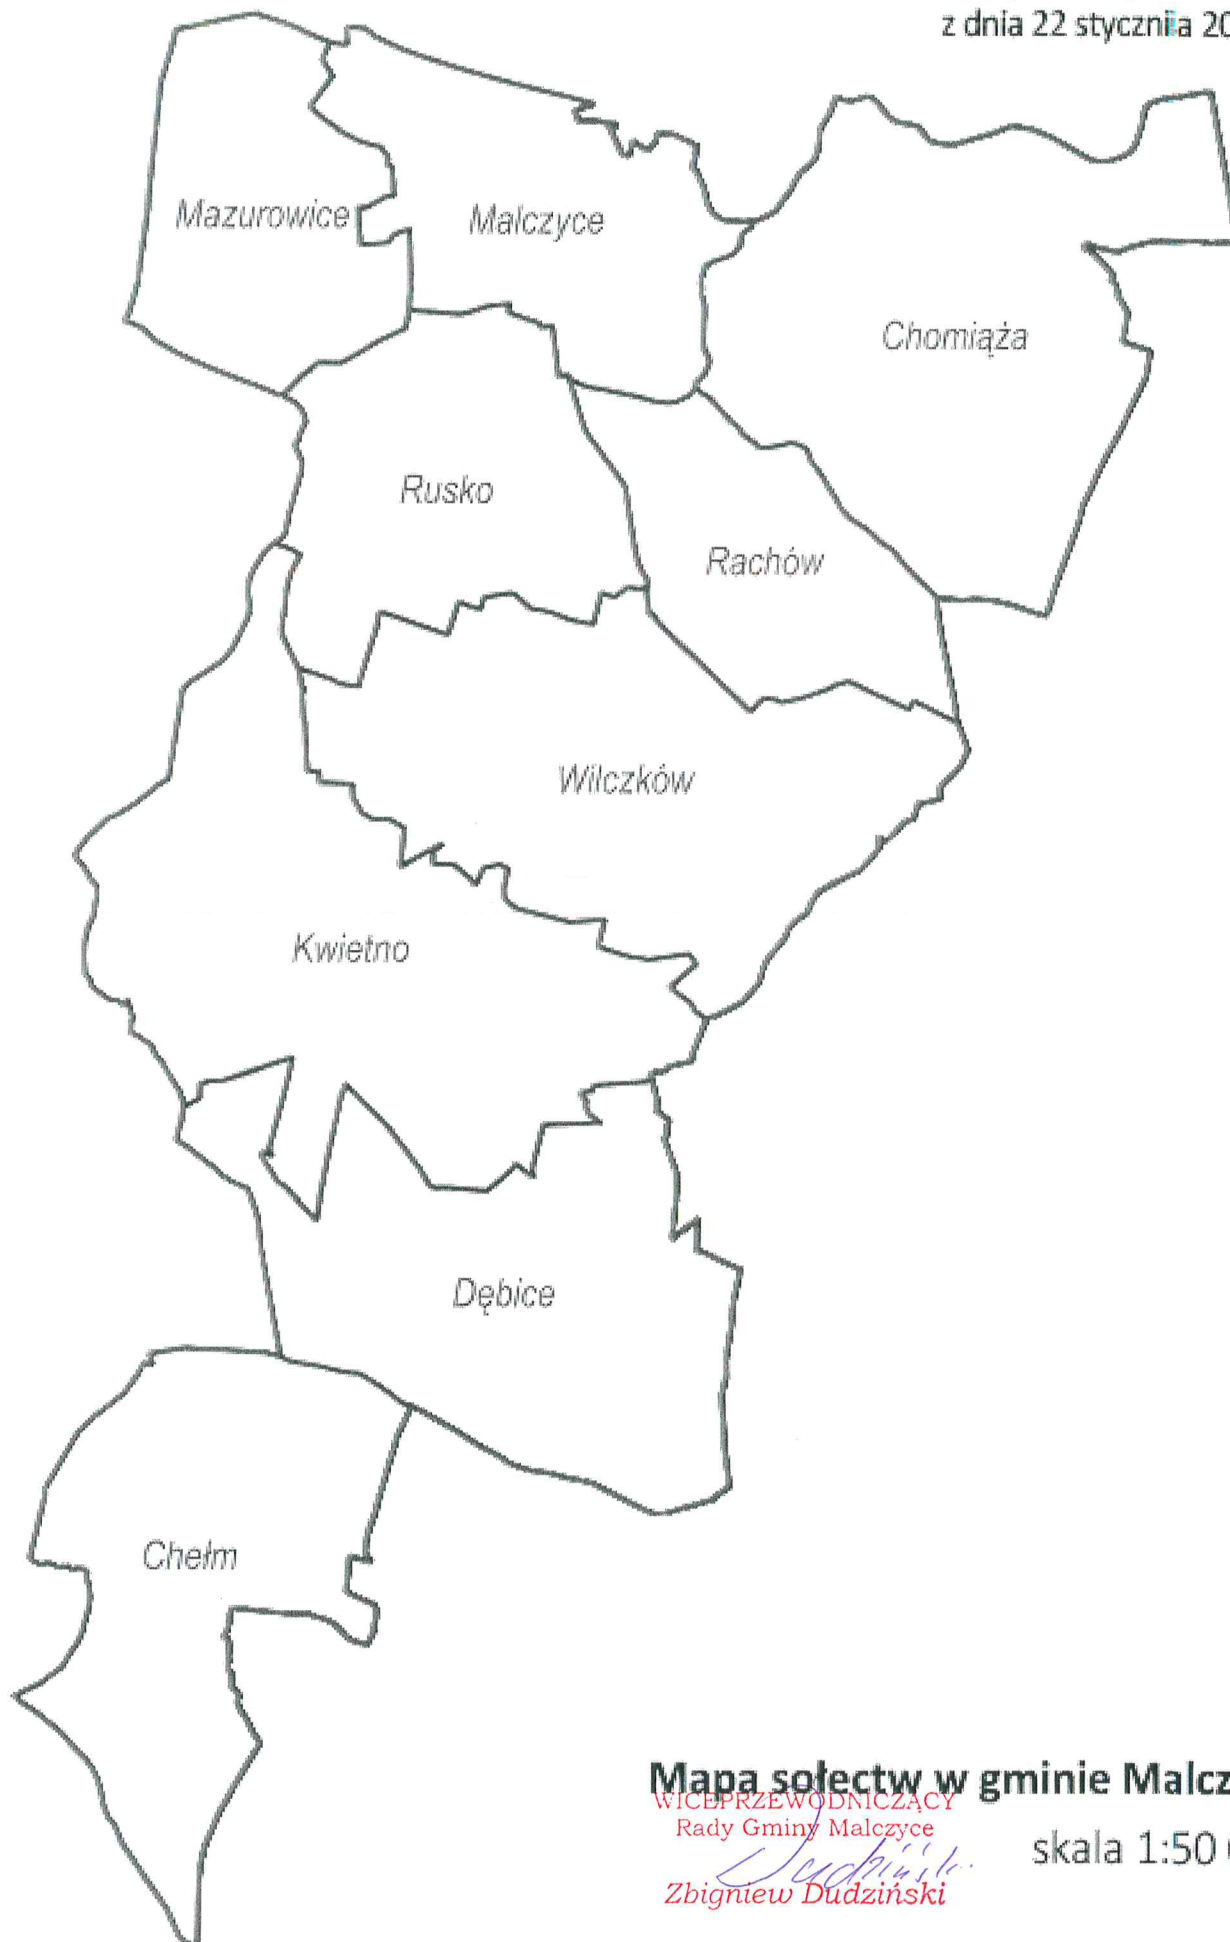 z dnia 22 stycznia 20
Mazurowice
Malczyce
Chomiąża
Rusko
Rachów
Wilczków
Kwietno
Dębice
Chełm
Mapa sołectw w gminie Malcz
WICEPRZEWODNICZĄCY
Rady Gminy Malczyce
skala 1:50
Dudziński
Zbigniew Dudziński